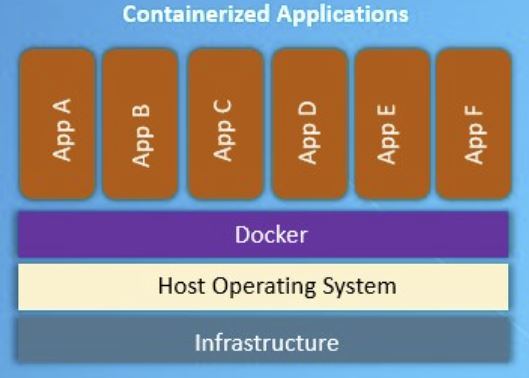 Containerized Applications
App A
App B
App C
App D
App E
App F
Docker
Host Operating System
Infrastructure